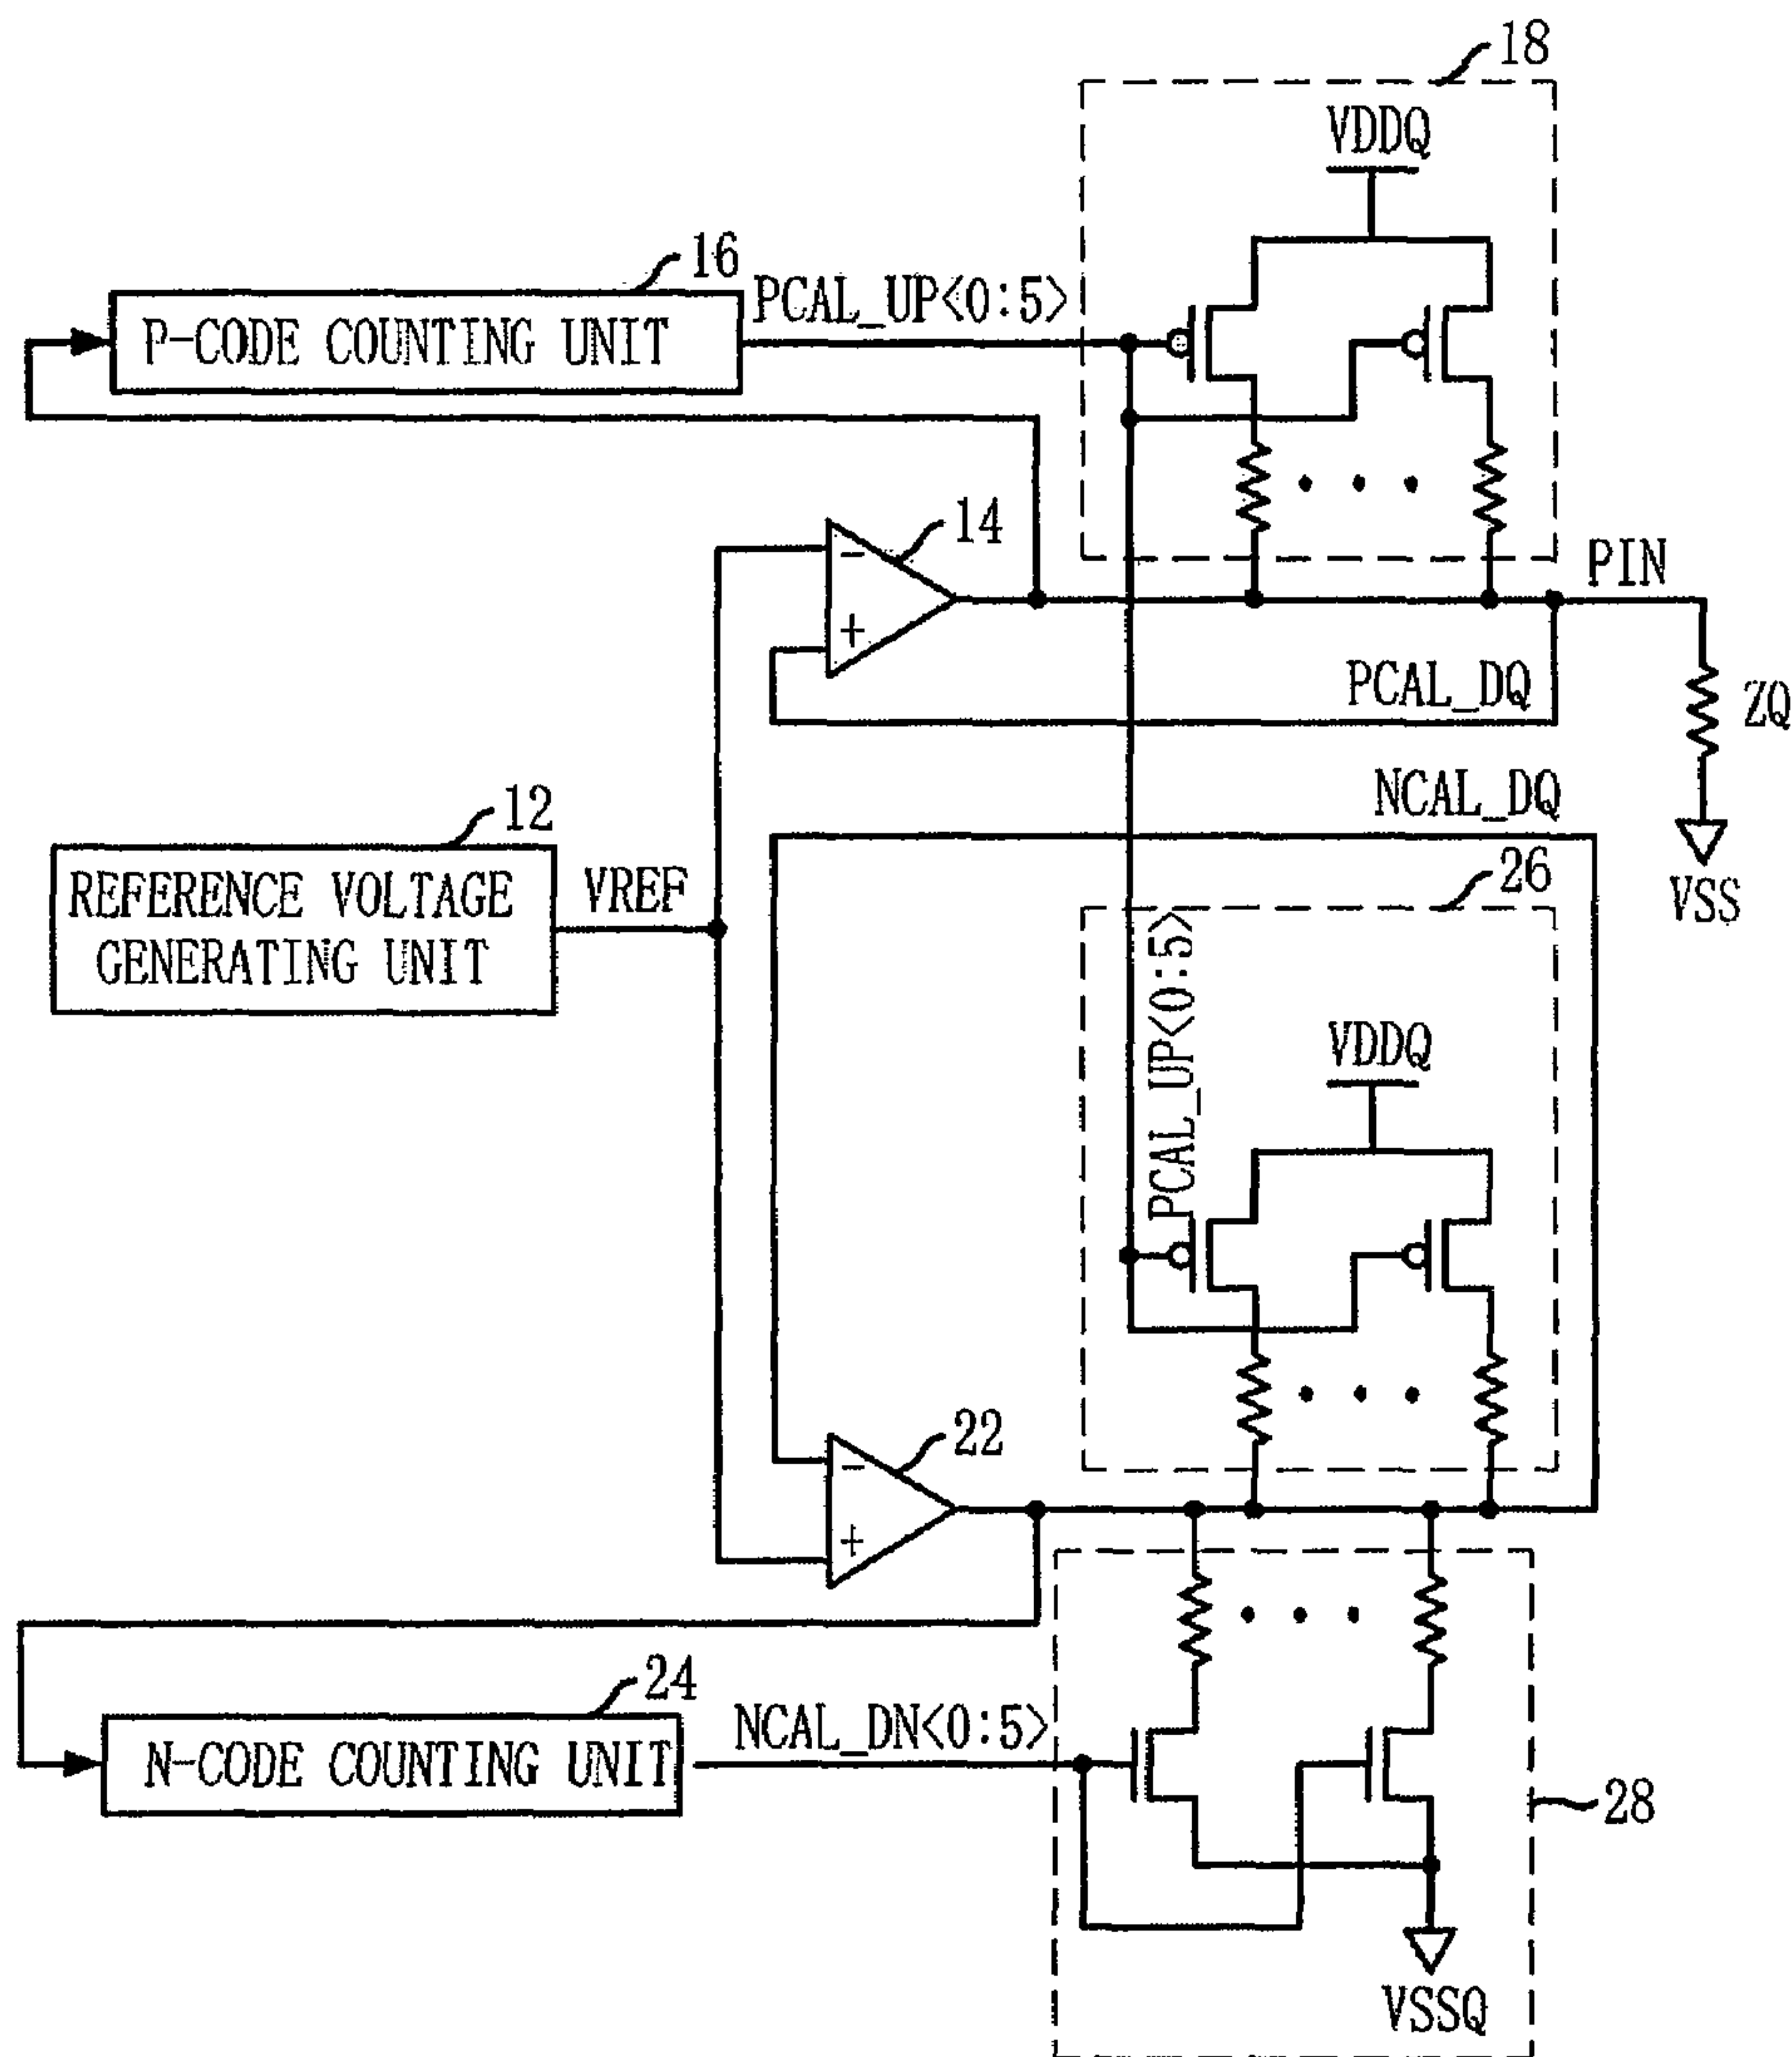 18
VDDQ
16
PCAL_UP<0:5>
P-CODE COUNTING UNIT
14
-
+
PIN
PCAL_DQ
ZQ
NCAL_DQ
12
REFERENCE VOLTAGE
GENERATING UNIT
VREF
26
VSS
PCAL_UP<0:5>
VDDQ
22
-
+
24
NCAL_DN<0:5>
N-CODE COUNTING UNIT
28
VSSQ